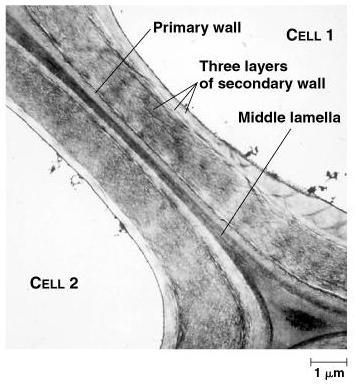 Primary wall
CELL 1
Three layers
of secondary wall
Middle lamella
CELL 2
1 µm